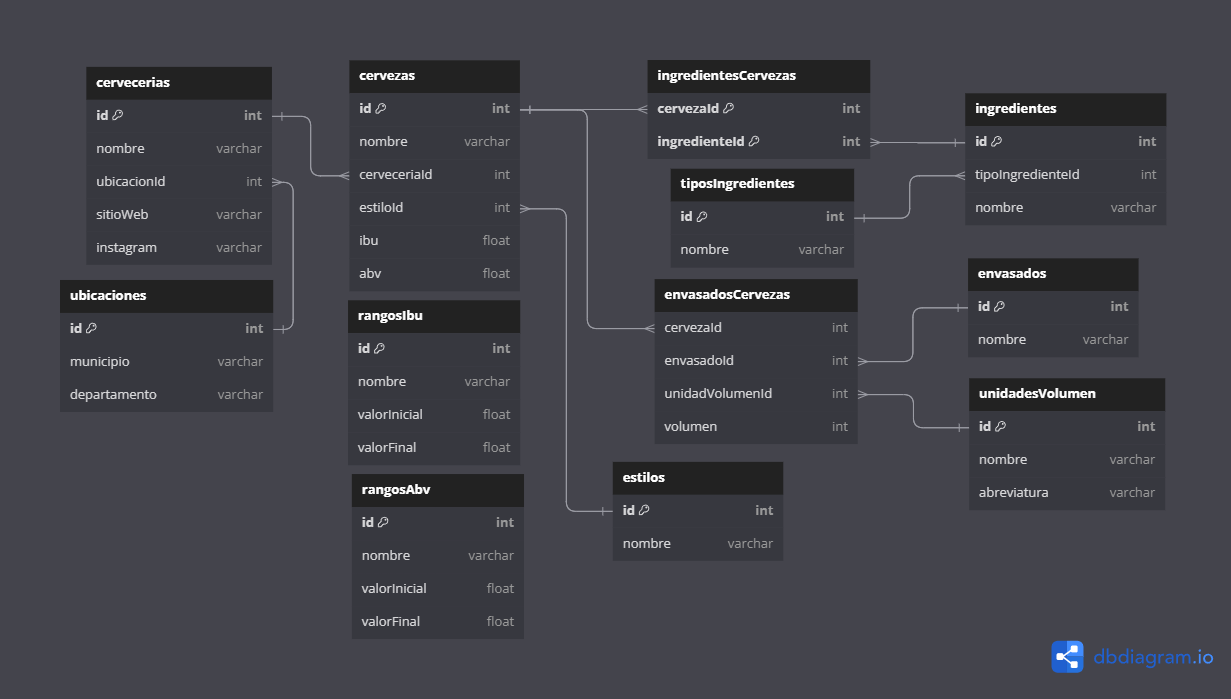 cervecerias
id int
nombre varchar
ubicacionId int
sitioWeb varchar
instagram varchar
ubicaciones
id int
municipio varchar
departamento varchar
cervezas
id int
nombre varchar
cerveceriaId int
estiloId int
ibu float
abv float
rangosIbu
id int
nombre varchar
valorInicial float
valorFinal float
rangosAbv
id int
nombre varchar
valorInicial float
valorFinal float
ingredientesCervezas
cervezaId int
ingredienteId int
tiposIngredientes
id int
nombre varchar
envasadosCervezas
cervezaId int
envasadoId int
unidadVolumenId int
volumen int
estilos
id int
nombre varchar
ingredientes
id int
tipoIngredienteId int
nombre varchar
envasados
id int
nombre varchar
unidadesVolumen
id int
nombre varchar
abreviatura varchar
dbdiagram.io